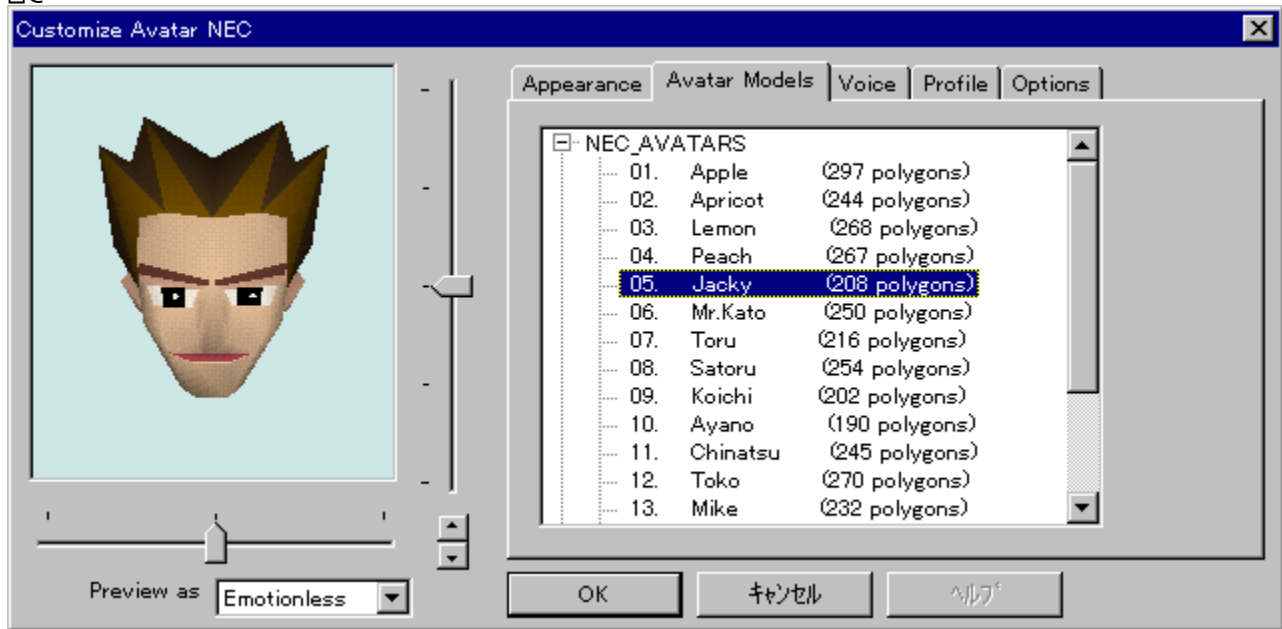 Customize Avatar NEC
Appearance Avatar Models Voice Profile Options
NEC_AVATARS
01. Apple (297 polygons)
02. Apricot (244 polygons)
03. Lemon (268 polygons)
04. Peach (267 polygons)
05. Jacky (208 polygons)
06. Mr.Kato (250 polygons)
07. Toru (216 polygons)
08. Satoru (254 polygons)
09. Koichi (202 polygons)
10. Ayano (190 polygons)
11. Chinatsu (245 polygons)
12. Toko (270 polygons)
13. Mike (232 polygons)
Preview as Emotionless
OK ｷｬﾝｾﾙ ﾍﾙﾌﾟ